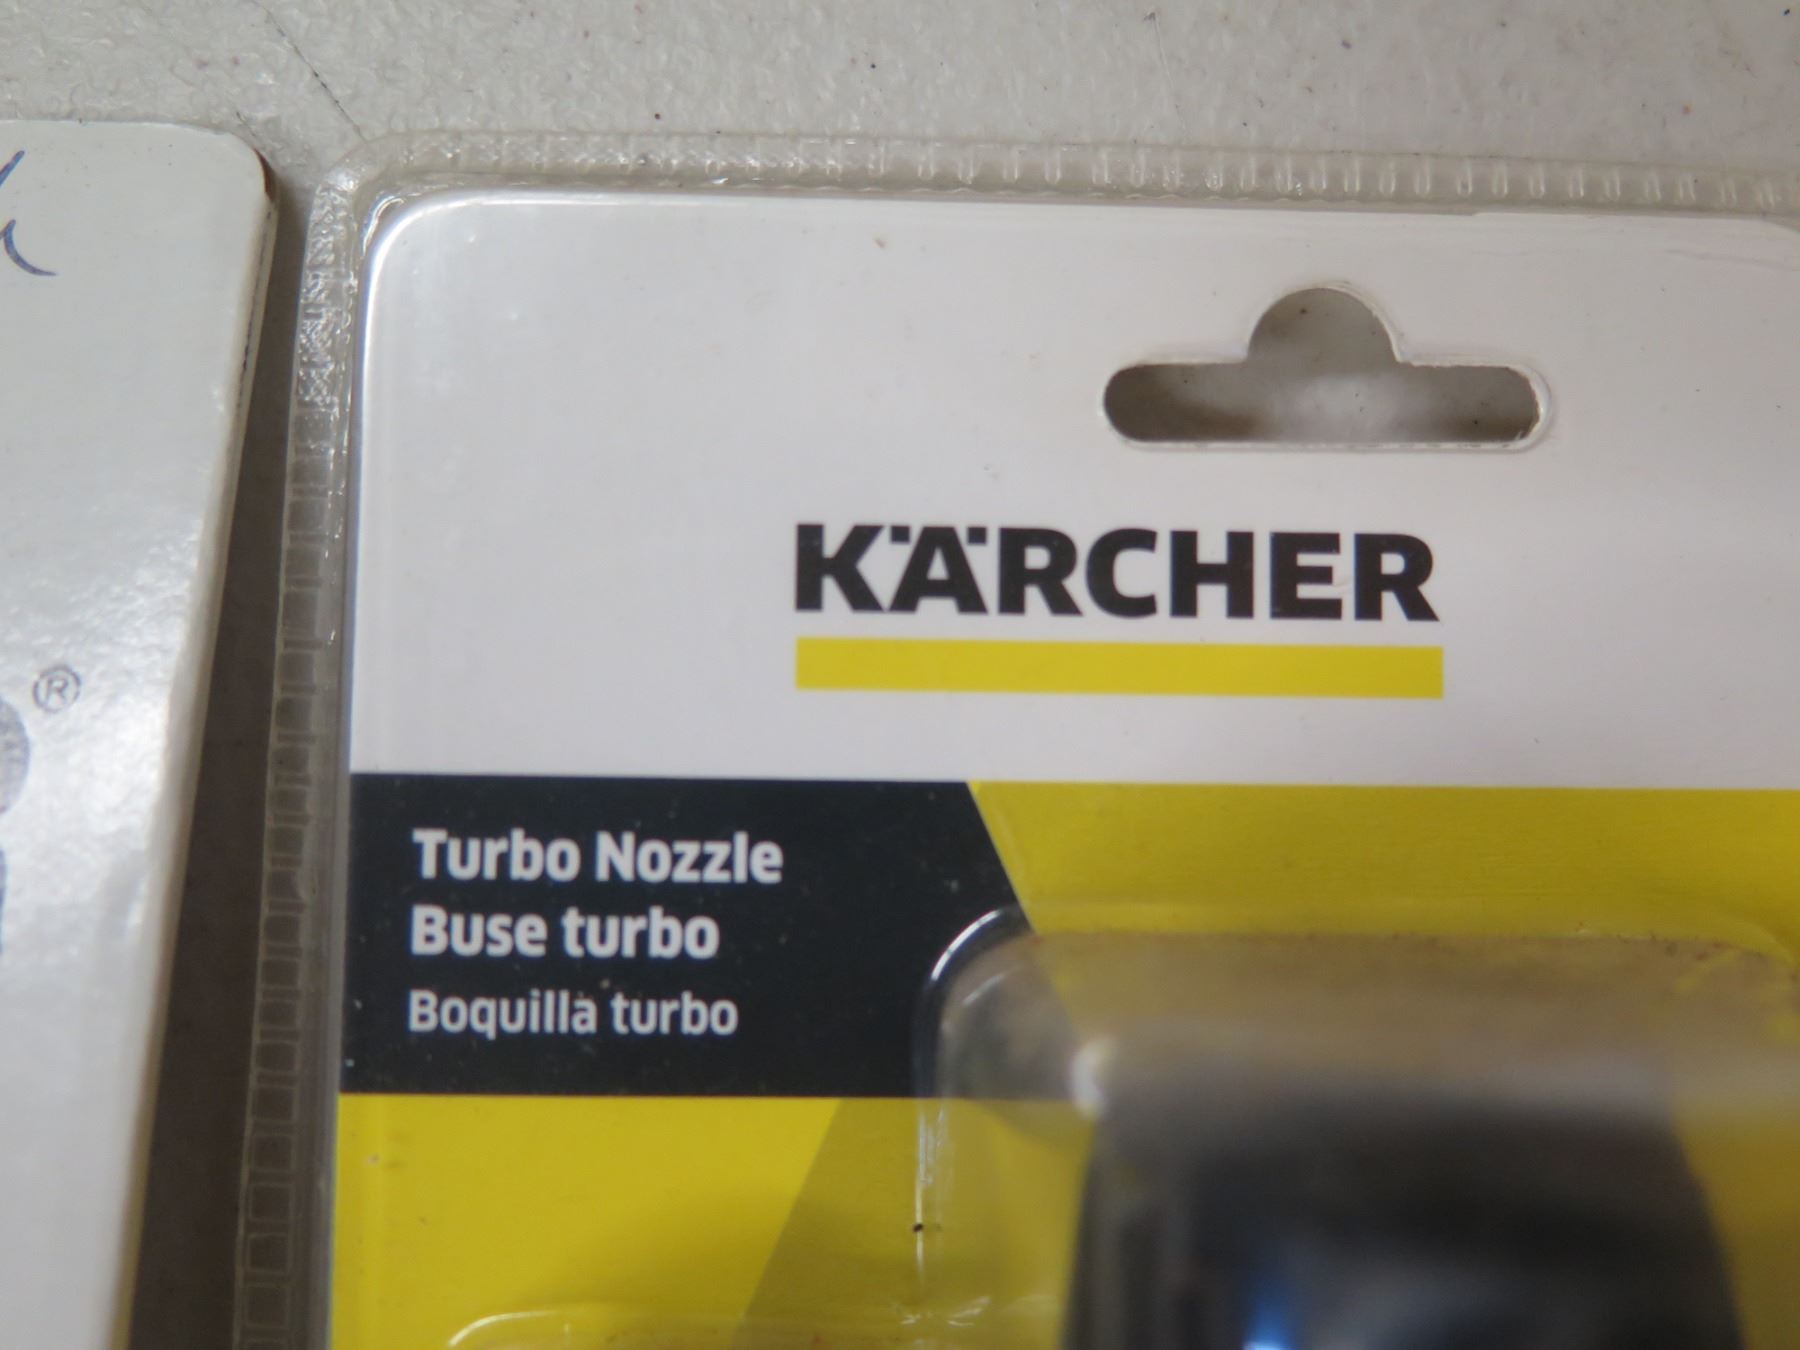 KÄRCHER
Turbo Nozzle
Buse turbo
Boquilla turbo
®